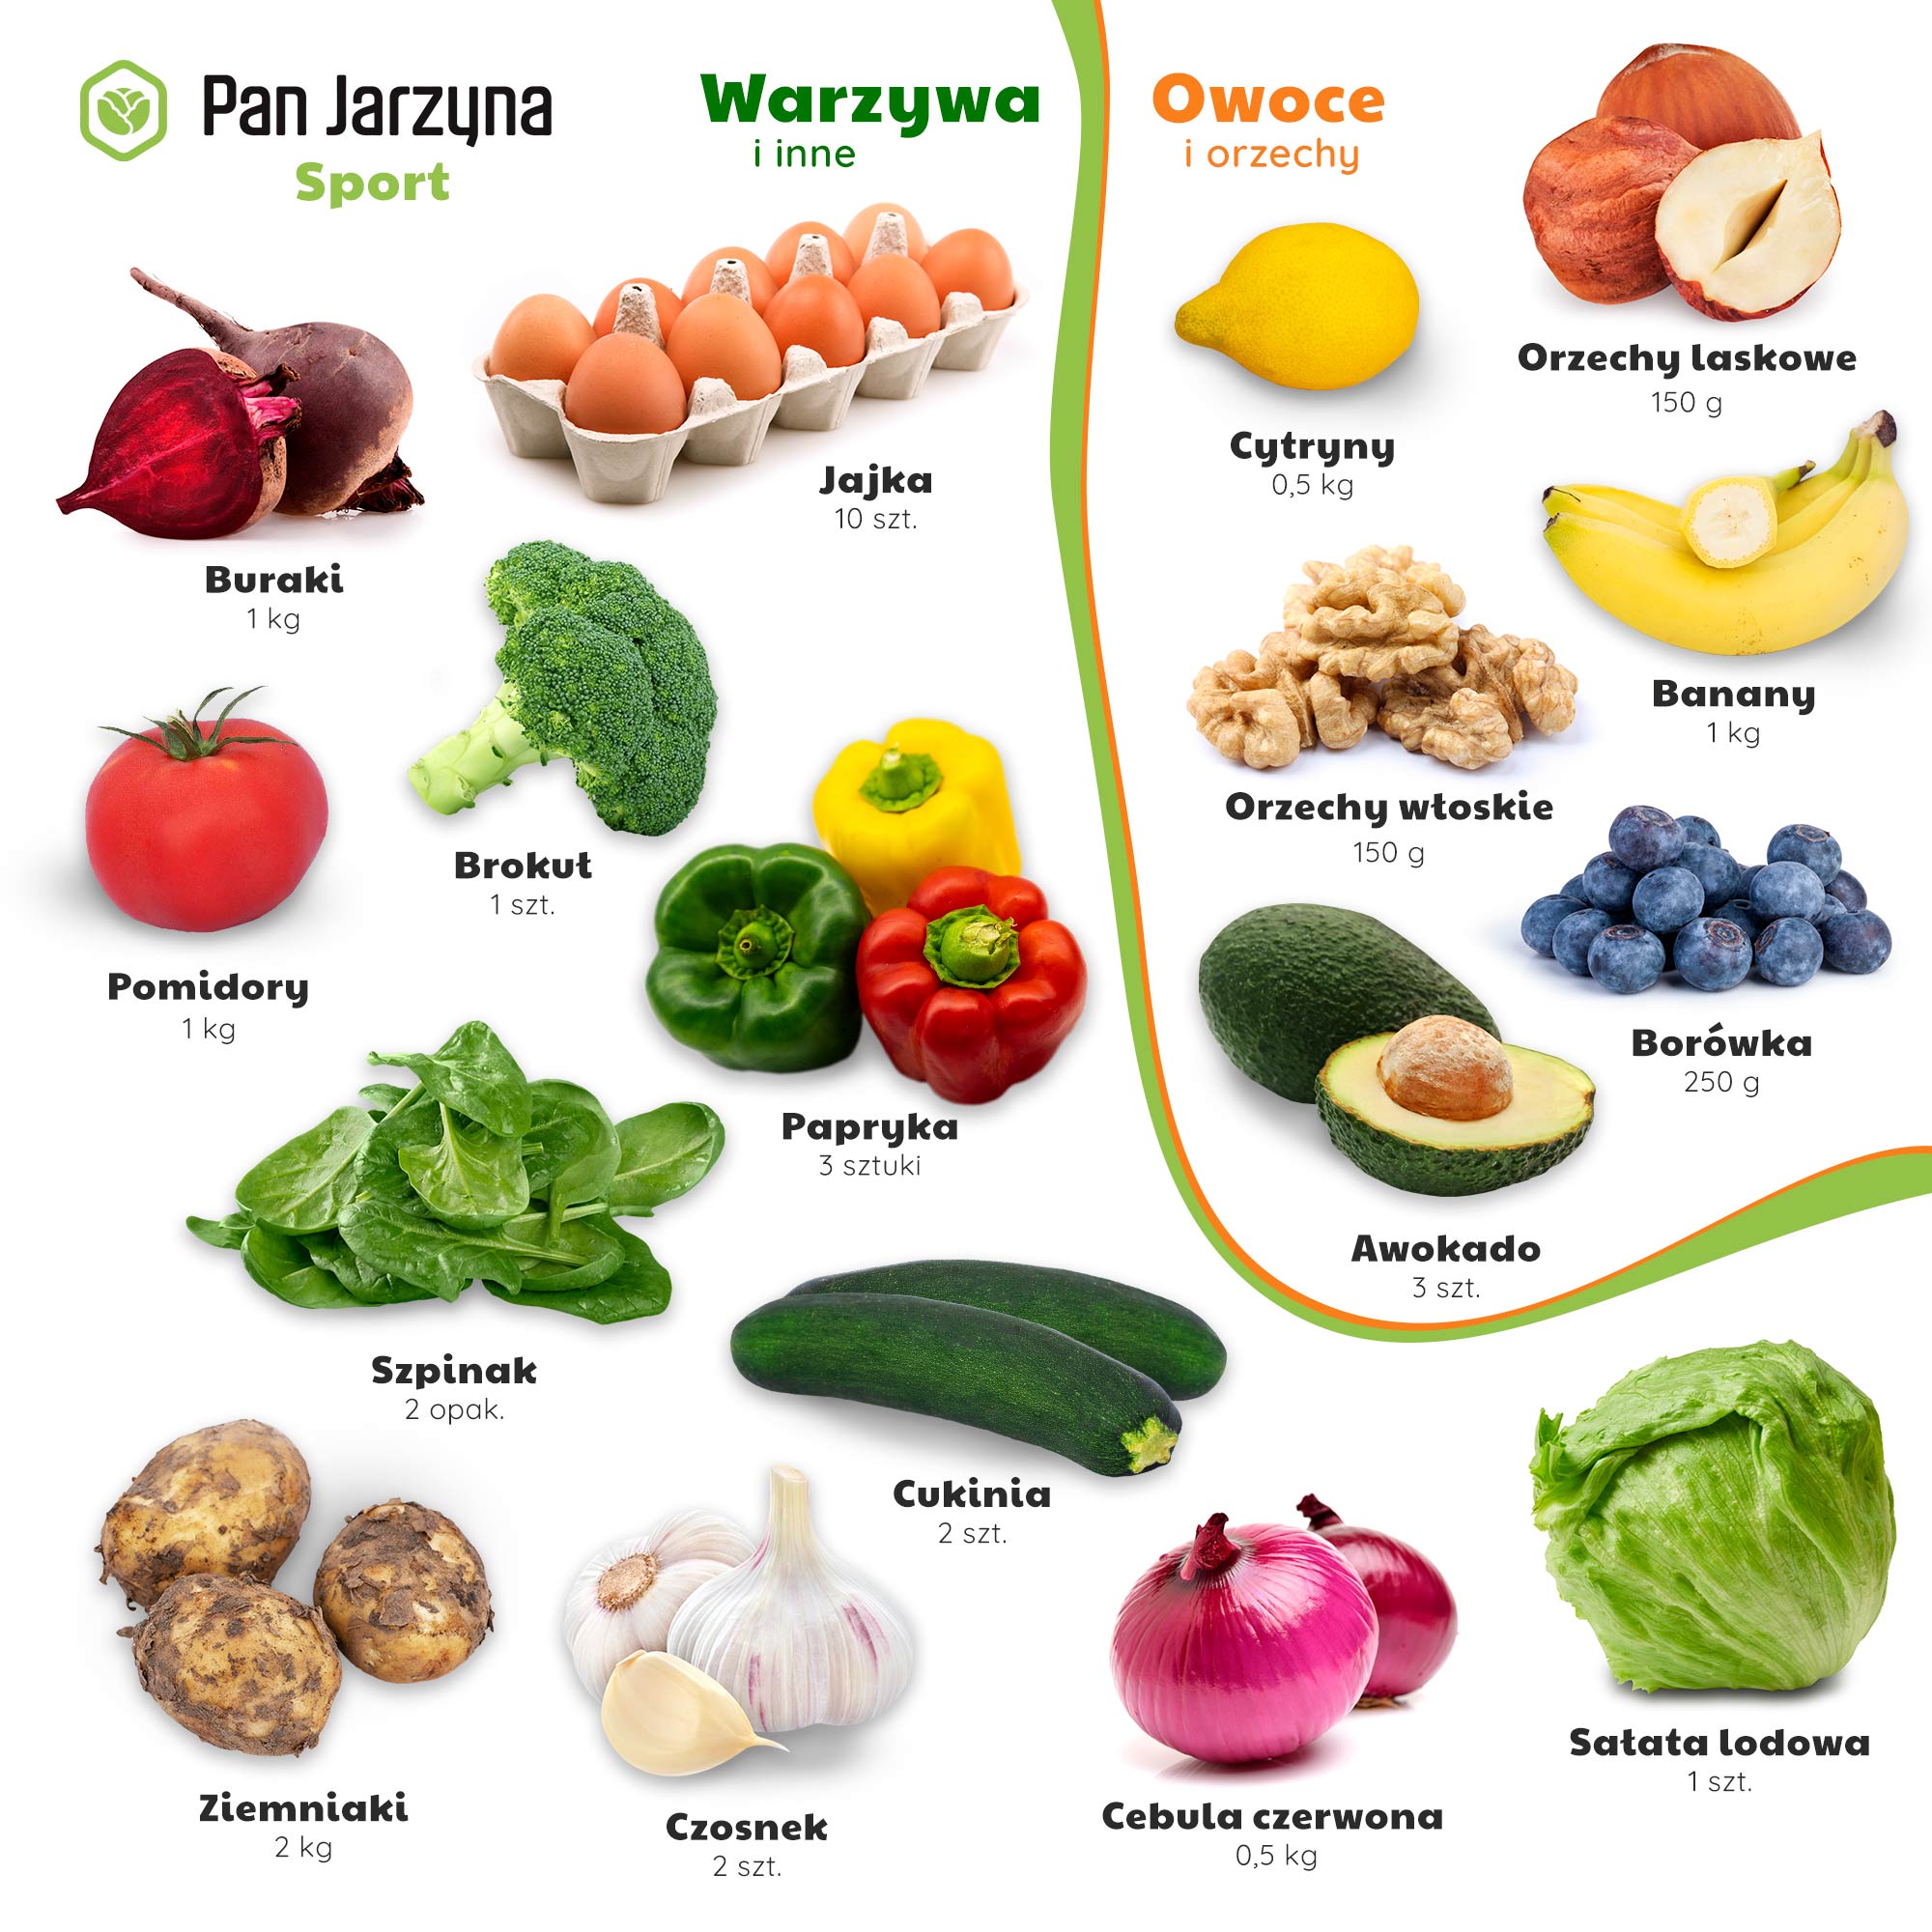 Pan Jarzyna
Sport
Warzywa
i inne
Jajka
10 szt.
Buraki
1 kg
Brokuł
1 szt.
Pomidory
1 kg
Papryka
3 sztuki
Szpinak
2 opak.
Cukinia
2 szt.
Ziemniaki
2 kg
Czosnek
2 szt.
Cebula czerwona
0,5 kg
Sałata lodowa
1 szt.
Owoce
i orzechy
Orzechy laskowe
150 g
Cytryny
0,5 kg
Banany
1 kg
Orzechy włoskie
150 g
Borówka
250 g
Awokado
3 szt.